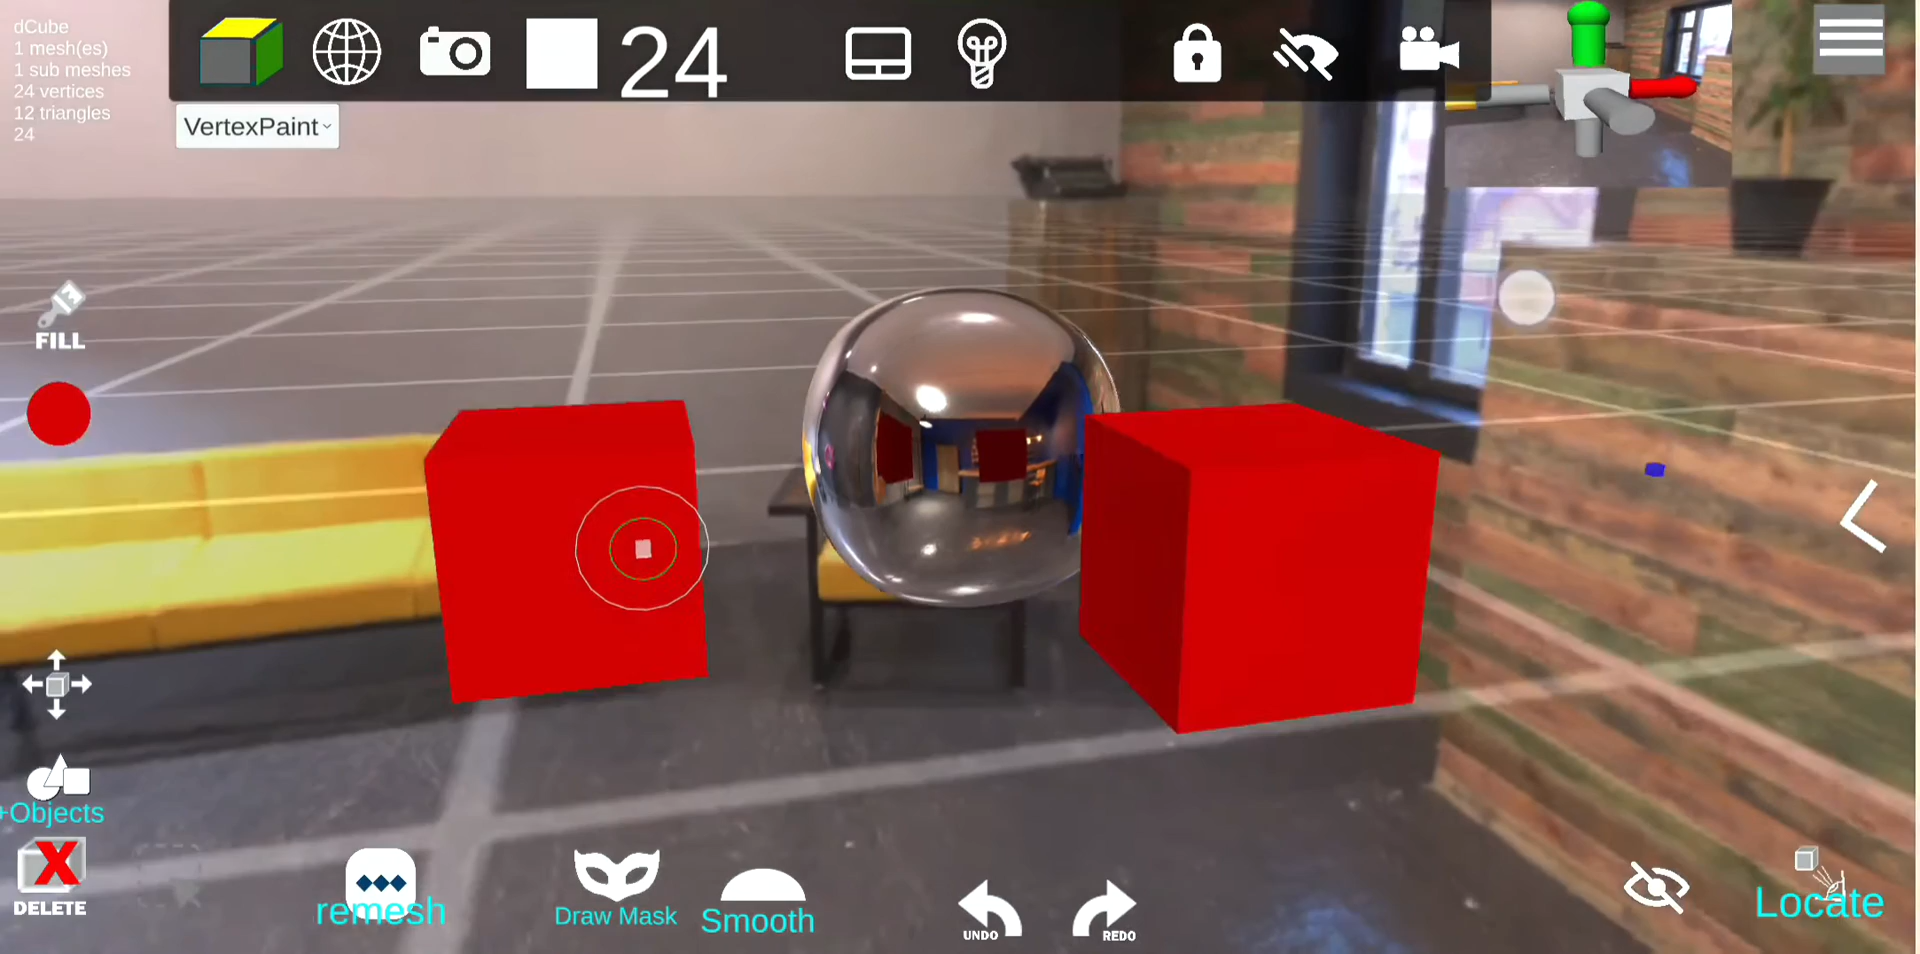 dCube
1 mesh(es)
1 sub meshes
24 vertices
12 triangles
24
24
VertexPaint
FILL
+Objects
X
DELETE
remesh
Draw Mask
Smooth
UNDO
REDO
Locate